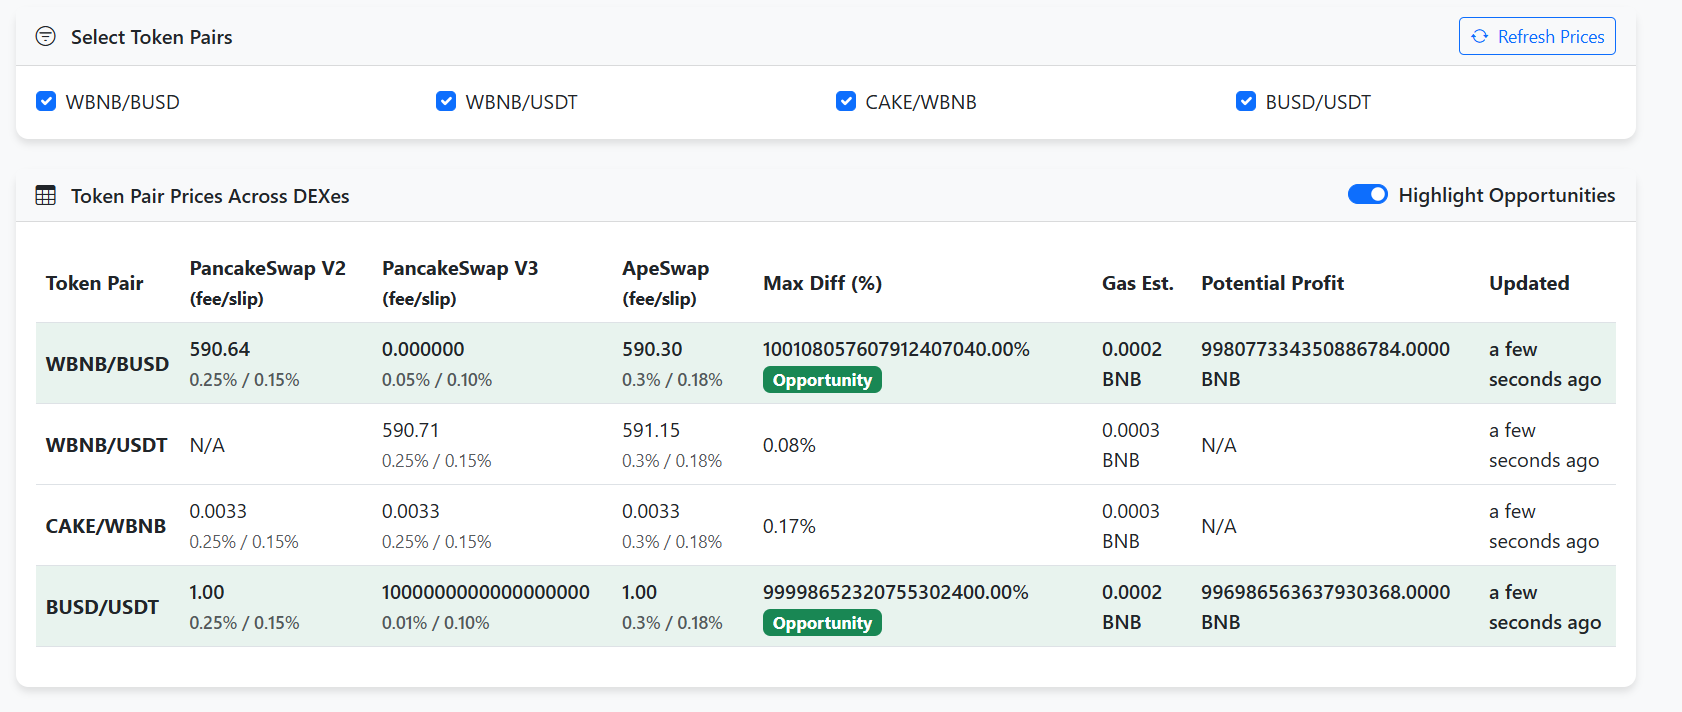 Select Token Pairs
Refresh Prices
WBNB/BUSD
WBNB/USDT
CAKE/WBNB
BUSD/USDT
Token Pair Prices Across DEXes
Highlight Opportunities
Token Pair
PancakeSwap V2
(fee/slip)
PancakeSwap V3
(fee/slip)
ApeSwap
(fee/slip)
Max Diff (%)
Gas Est.
Potential Profit
Updated
WBNB/BUSD
590.64
0.25% / 0.15%
0.000000
0.05% / 0.10%
590.30
0.3% / 0.18%
100108057607912407040.00%
Opportunity
0.0002
BNB
998077334350886784.0000
BNB
a few
seconds ago
WBNB/USDT
N/A
590.71
0.25% / 0.15%
591.15
0.3% / 0.18%
0.08%
0.0003
BNB
N/A
a few
seconds ago
CAKE/WBNB
0.0033
0.25% / 0.15%
0.0033
0.25% / 0.15%
0.0033
0.3% / 0.18%
0.17%
0.0003
BNB
N/A
a few
seconds ago
BUSD/USDT
1.00
0.25% / 0.15%
1000000000000000000
0.01% / 0.10%
1.00
0.3% / 0.18%
99998652320755302400.00%
Opportunity
0.0002
BNB
996986563637930368.0000
BNB
a few
seconds ago